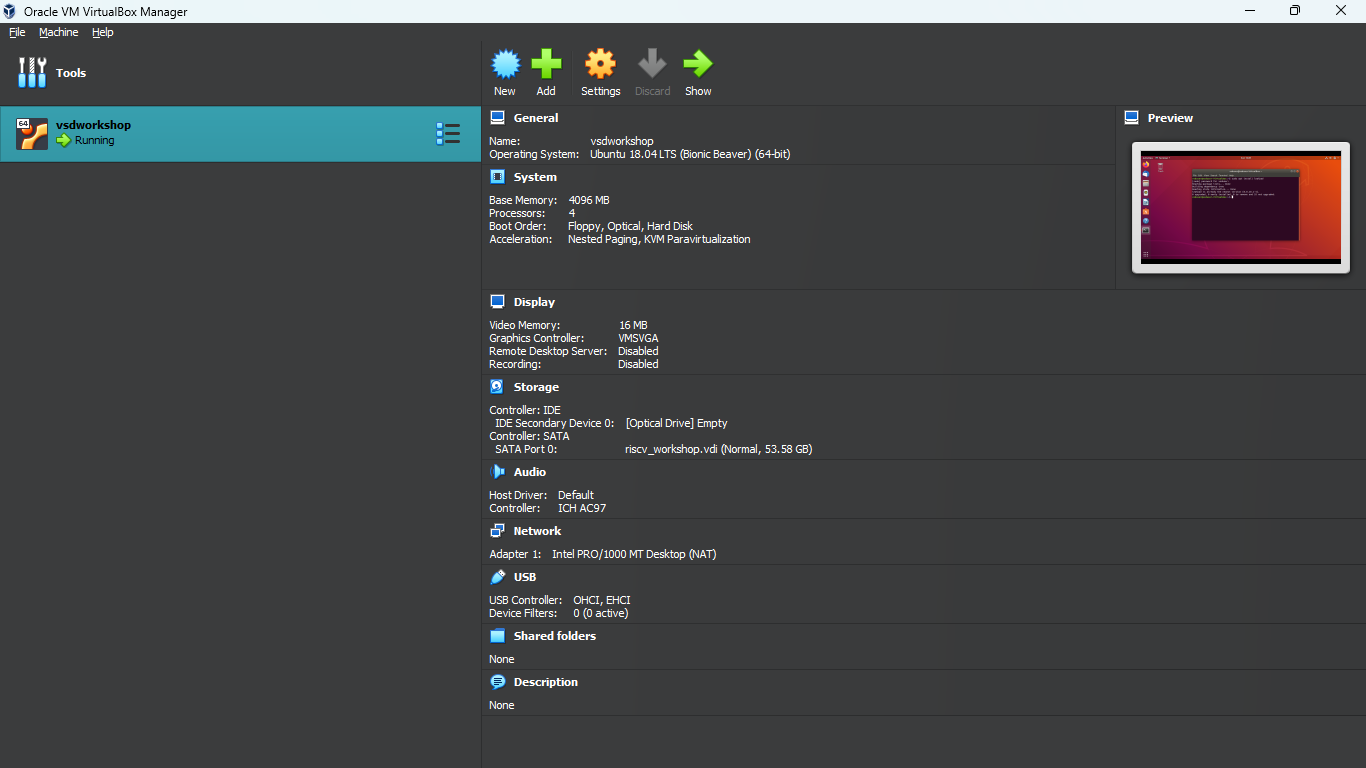 Oracle VM VirtualBox Manager
File Machine Help
Tools
New Add Settings Discard Show
64
vsdworkshop
Running
General
Name: vsdworkshop
Operating System: Ubuntu 18.04 LTS (Bionic Beaver) (64-bit)
System
Base Memory: 4096 MB
Processors: 4
Boot Order: Floppy, Optical, Hard Disk
Acceleration: Nested Paging, KVM Paravirtualization
Preview
Display
Video Memory: 16 MB
Graphics Controller: VMSVGA
Remote Desktop Server: Disabled
Recording: Disabled
Storage
Controller: IDE
IDE Secondary Device 0: [Optical Drive] Empty
Controller: SATA
SATA Port 0: riscv_workshop.vdi (Normal, 53.58 GB)
Audio
Host Driver: Default
Controller: ICH AC97
Network
Adapter 1: Intel PRO/1000 MT Desktop (NAT)
USB
USB Controller: OHCI, EHCI
Device Filters: 0 (0 active)
Shared folders
None
Description
None